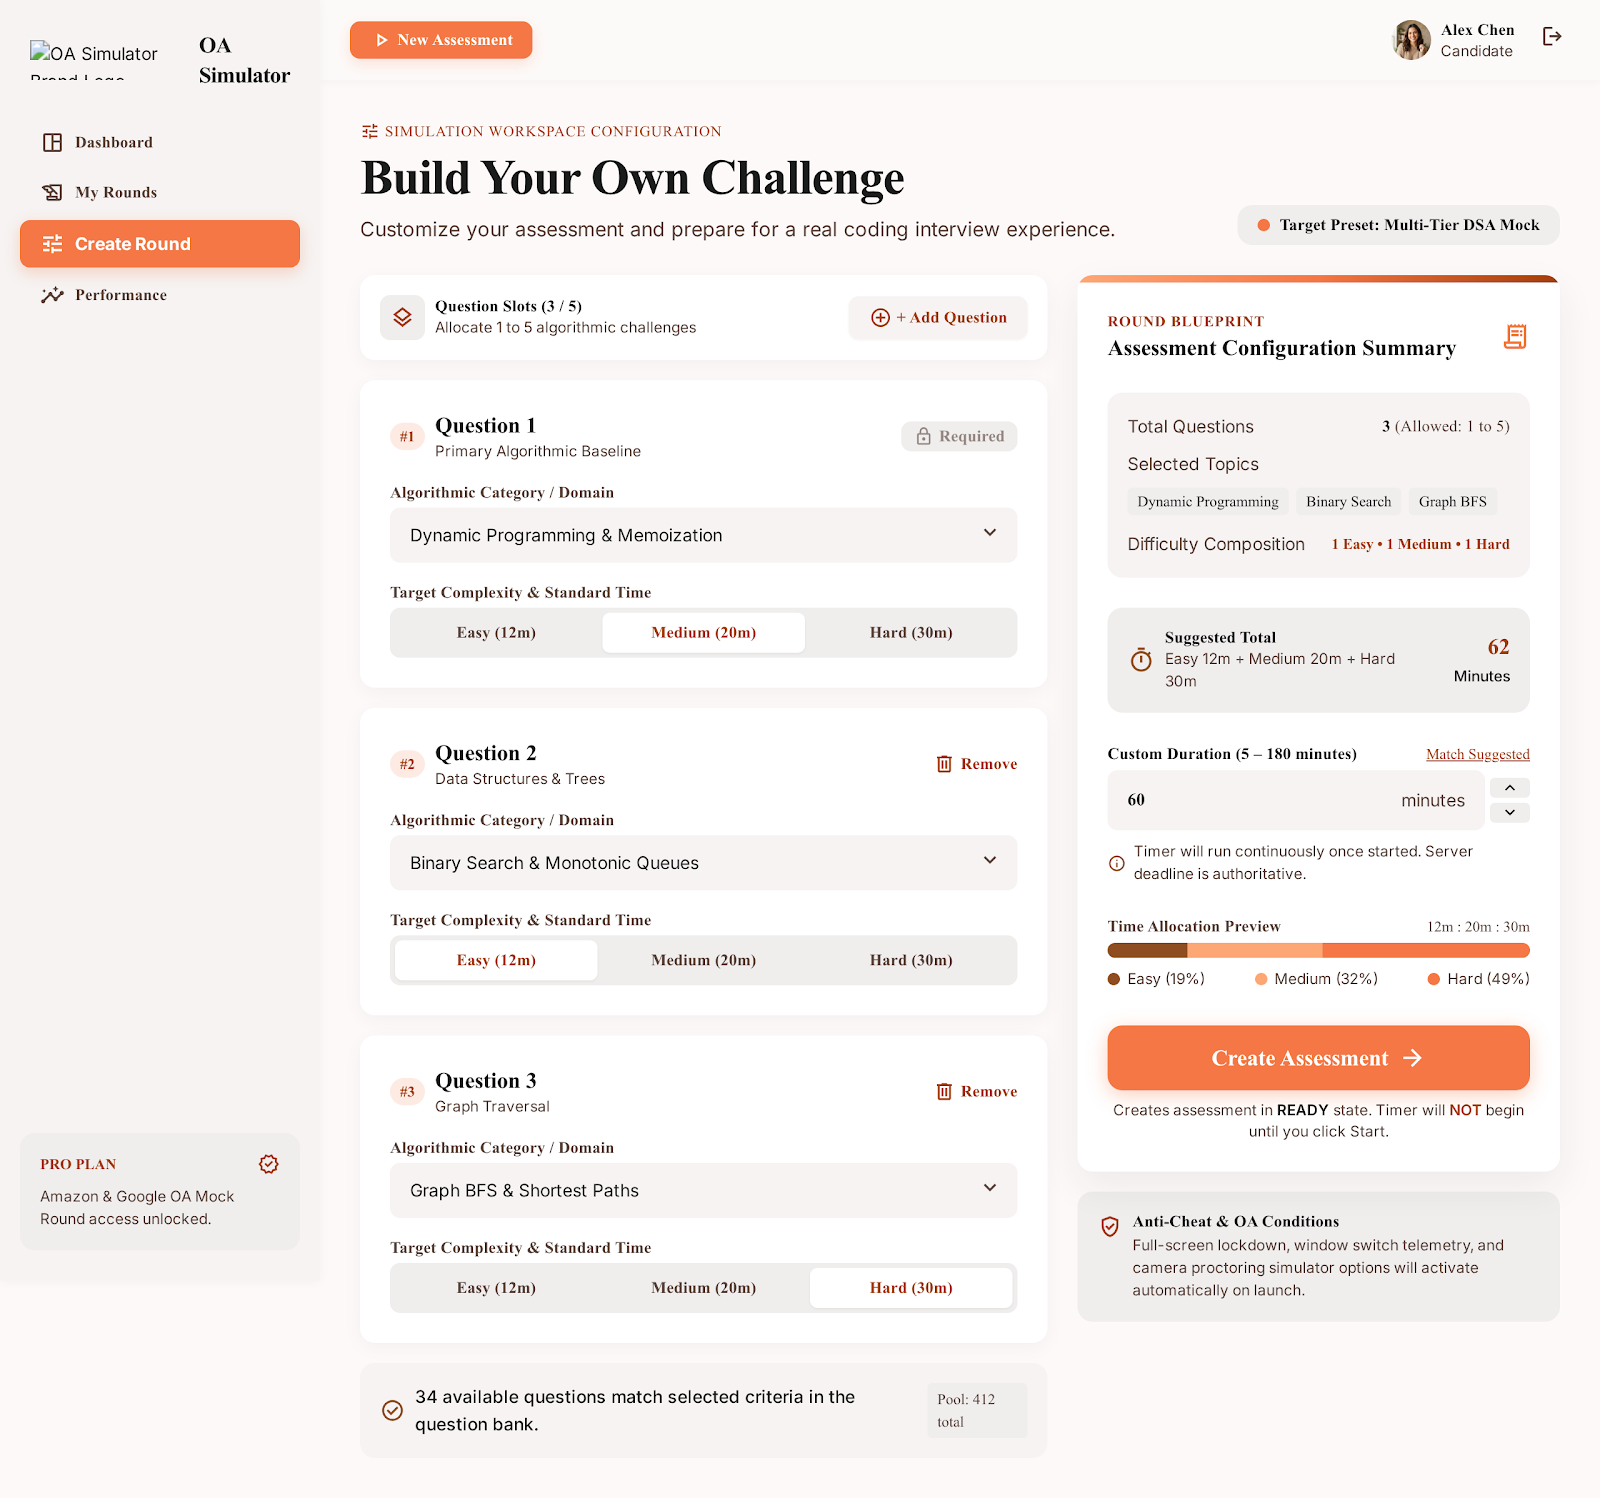 OA Simulator
OA
Simulator
Dashboard
My Rounds
Create Round
Performance
PRO PLAN
Amazon & Google OA Mock
Round access unlocked.
New Assessment
Alex Chen
Candidate
SIMULATION WORKSPACE CONFIGURATION
Build Your Own Challenge
Customize your assessment and prepare for a real coding interview experience.
Target Preset: Multi-Tier DSA Mock
Question Slots (3 / 5)
Allocate 1 to 5 algorithmic challenges
+ Add Question
#1
Question 1
Primary Algorithmic Baseline
Required
Algorithmic Category / Domain
Dynamic Programming & Memoization
Target Complexity & Standard Time
Easy (12m)
Medium (20m)
Hard (30m)
#2
Question 2
Data Structures & Trees
Remove
Algorithmic Category / Domain
Binary Search & Monotonic Queues
Target Complexity & Standard Time
Easy (12m)
Medium (20m)
Hard (30m)
#3
Question 3
Graph Traversal
Remove
Algorithmic Category / Domain
Graph BFS & Shortest Paths
Target Complexity & Standard Time
Easy (12m)
Medium (20m)
Hard (30m)
34 available questions match selected criteria in the
question bank.
Pool: 412
total
ROUND BLUEPRINT
Assessment Configuration Summary
Total Questions
3 (Allowed: 1 to 5)
Selected Topics
Dynamic Programming
Binary Search
Graph BFS
Difficulty Composition
1 Easy • 1 Medium • 1 Hard
Suggested Total
Easy 12m + Medium 20m + Hard
30m
62
Minutes
Custom Duration (5 – 180 minutes)
Match Suggested
60
minutes
Timer will run continuously once started. Server
deadline is authoritative.
Time Allocation Preview
12m : 20m : 30m
Easy (19%)
Medium (32%)
Hard (49%)
Create Assessment
Creates assessment in READY state. Timer will NOT begin
until you click Start.
Anti-Cheat & OA Conditions
Full-screen lockdown, window switch telemetry, and
camera proctoring simulator options will activate
automatically on launch.